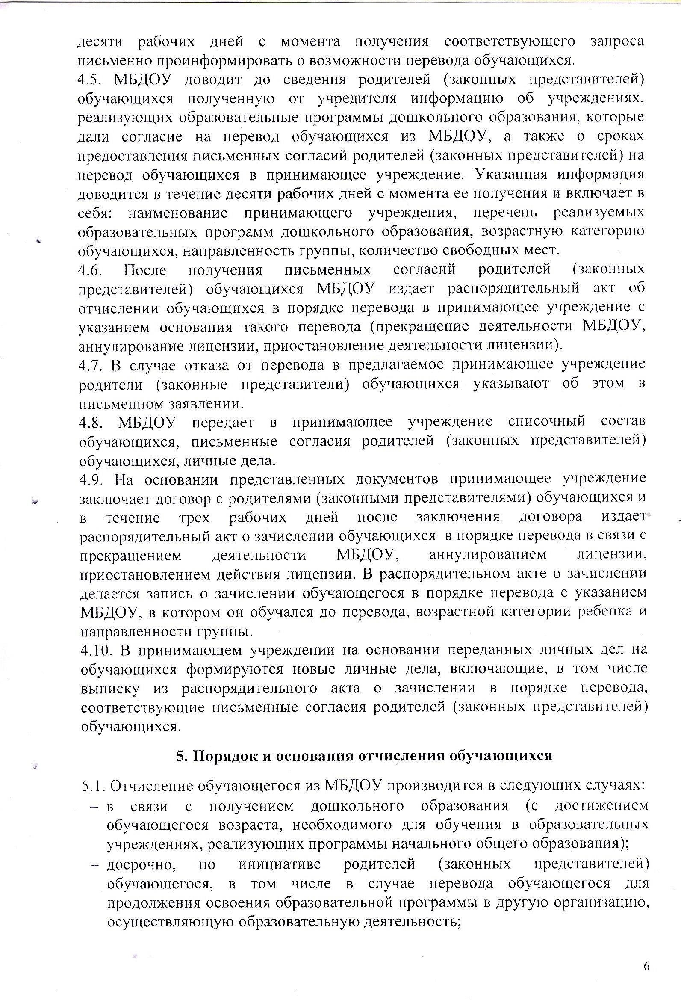 десяти рабочих дней с момента получения соответствующего запроса
письменно проинформировать о возможности перевода обучающихся.
4.5. МБДОУ доводит до сведения родителей (законных представителей)
обучающихся полученную от учредителя информацию об учреждениях,
реализующих образовательные программы дошкольного образования, которые
дали согласие на перевод обучающихся из МБДОУ, а также о сроках
предоставления письменных согласий родителей (законных представителей) на
перевод обучающихся в принимающее учреждение. Указанная информация
доводится в течение десяти рабочих дней с момента ее получения и включает в
себя: наименование принимающего учреждения, перечень реализуемых
образовательных программ дошкольного образования, возрастную категорию
обучающихся, направленность группы, количество свободных мест.
4.6. После получения письменных согласий родителей (законных
представителей) обучающихся МБДОУ издает распорядительный акт об
отчислении обучающихся в порядке перевода в принимающее учреждение с
указанием основания такого перевода (прекращение деятельности МБДОУ,
аннулирование лицензии, приостановление деятельности лицензии).
4.7. В случае отказа от перевода в предлагаемое принимающее учреждение
родители (законные представители) обучающихся указывают об этом в
письменном заявлении.
4.8. МБДОУ передает в принимающее учреждение списочный состав
обучающихся, письменные согласия родителей (законных представителей)
обучающихся, личные дела.
4.9. На основании представленных документов принимающее учреждение
заключает договор с родителями (законными представителями) обучающихся и
в течение трех рабочих дней после заключения договора издает
распорядительный акт о зачислении обучающихся в порядке перевода в связи с
прекращением деятельности МБДОУ, аннулированием лицензии,
приостановлением действия лицензии. В распорядительном акте о зачислении
делается запись о зачислении обучающегося в порядке перевода с указанием
МБДОУ, в котором он обучался до перевода, возрастной категории ребенка и
направленности группы.
4.10. В принимающем учреждении на основании переданных личных дел на
обучающихся формируются новые личные дела, включающие, в том числе
выписку из распорядительного акта о зачислении в порядке перевода,
соответствующие письменные согласия родителей (законных представителей)
обучающихся.
5. Порядок и основания отчисления обучающихся
5.1. Отчисление обучающегося из МБДОУ производится в следующих случаях:
– в связи с получением дошкольного образования (с достижением
обучающегося возраста, необходимого для обучения в образовательных
учреждениях, реализующих программы начального общего образования);
– досрочно, по инициативе родителей (законных представителей)
обучающегося, в том числе в случае перевода обучающегося для
продолжения освоения образовательной программы в другую организацию,
осуществляющую образовательную деятельность;
6